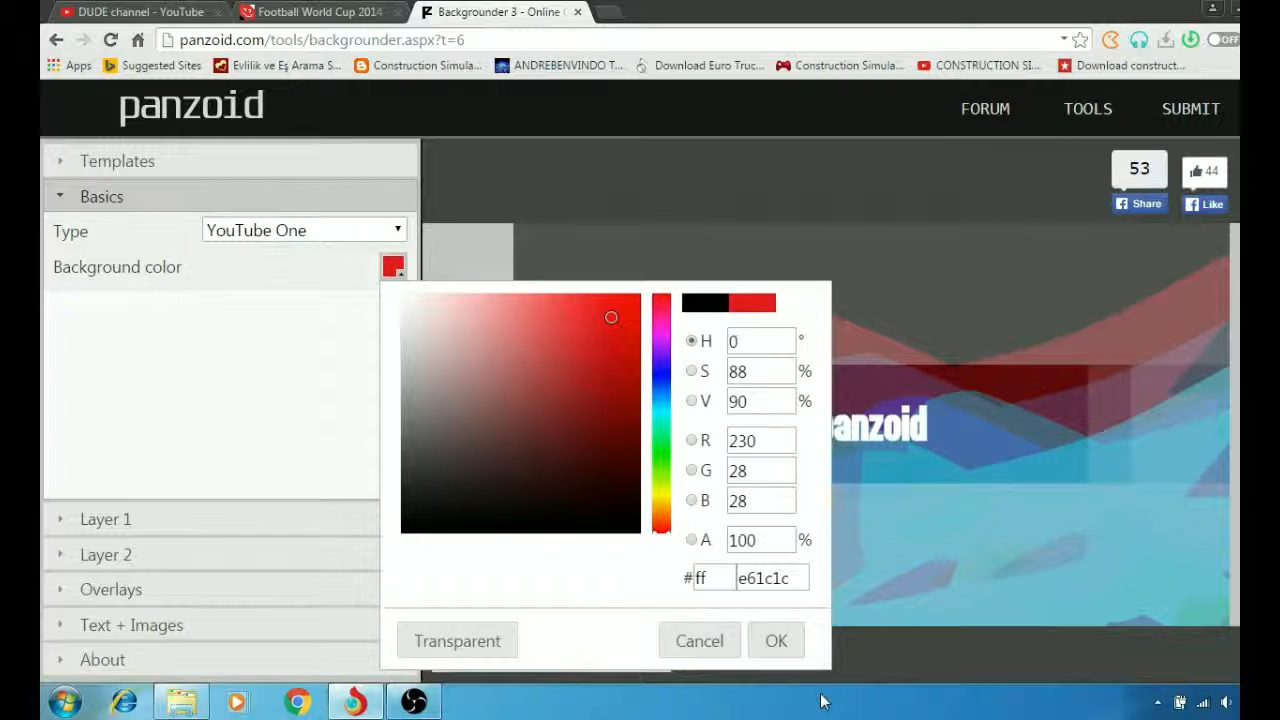 DUDE channel - YouTube
Football World Cup 2014
Backgrounder 3 - Online
panzoid.com/tools/backgrounder.aspx?t=6
OFF
Apps
Suggested Sites
Evlilik ve Eş Arama S...
Construction Simula...
ANDREBENVINDO T...
Download Euro Truc...
Construction Simula...
CONSTRUCTION SI...
Download construct...
panzoid
FORUM
TOOLS
SUBMIT
Templates
Basics
Type
YouTube One
Background color
53
Share
44
Like
H 0 °
S 88 %
V 90 %
R 230
G 28
B 28
A 100 %
# ff e61c1c
Transparent
Cancel
OK
panzoid
Layer 1
Layer 2
Overlays
Text + Images
About